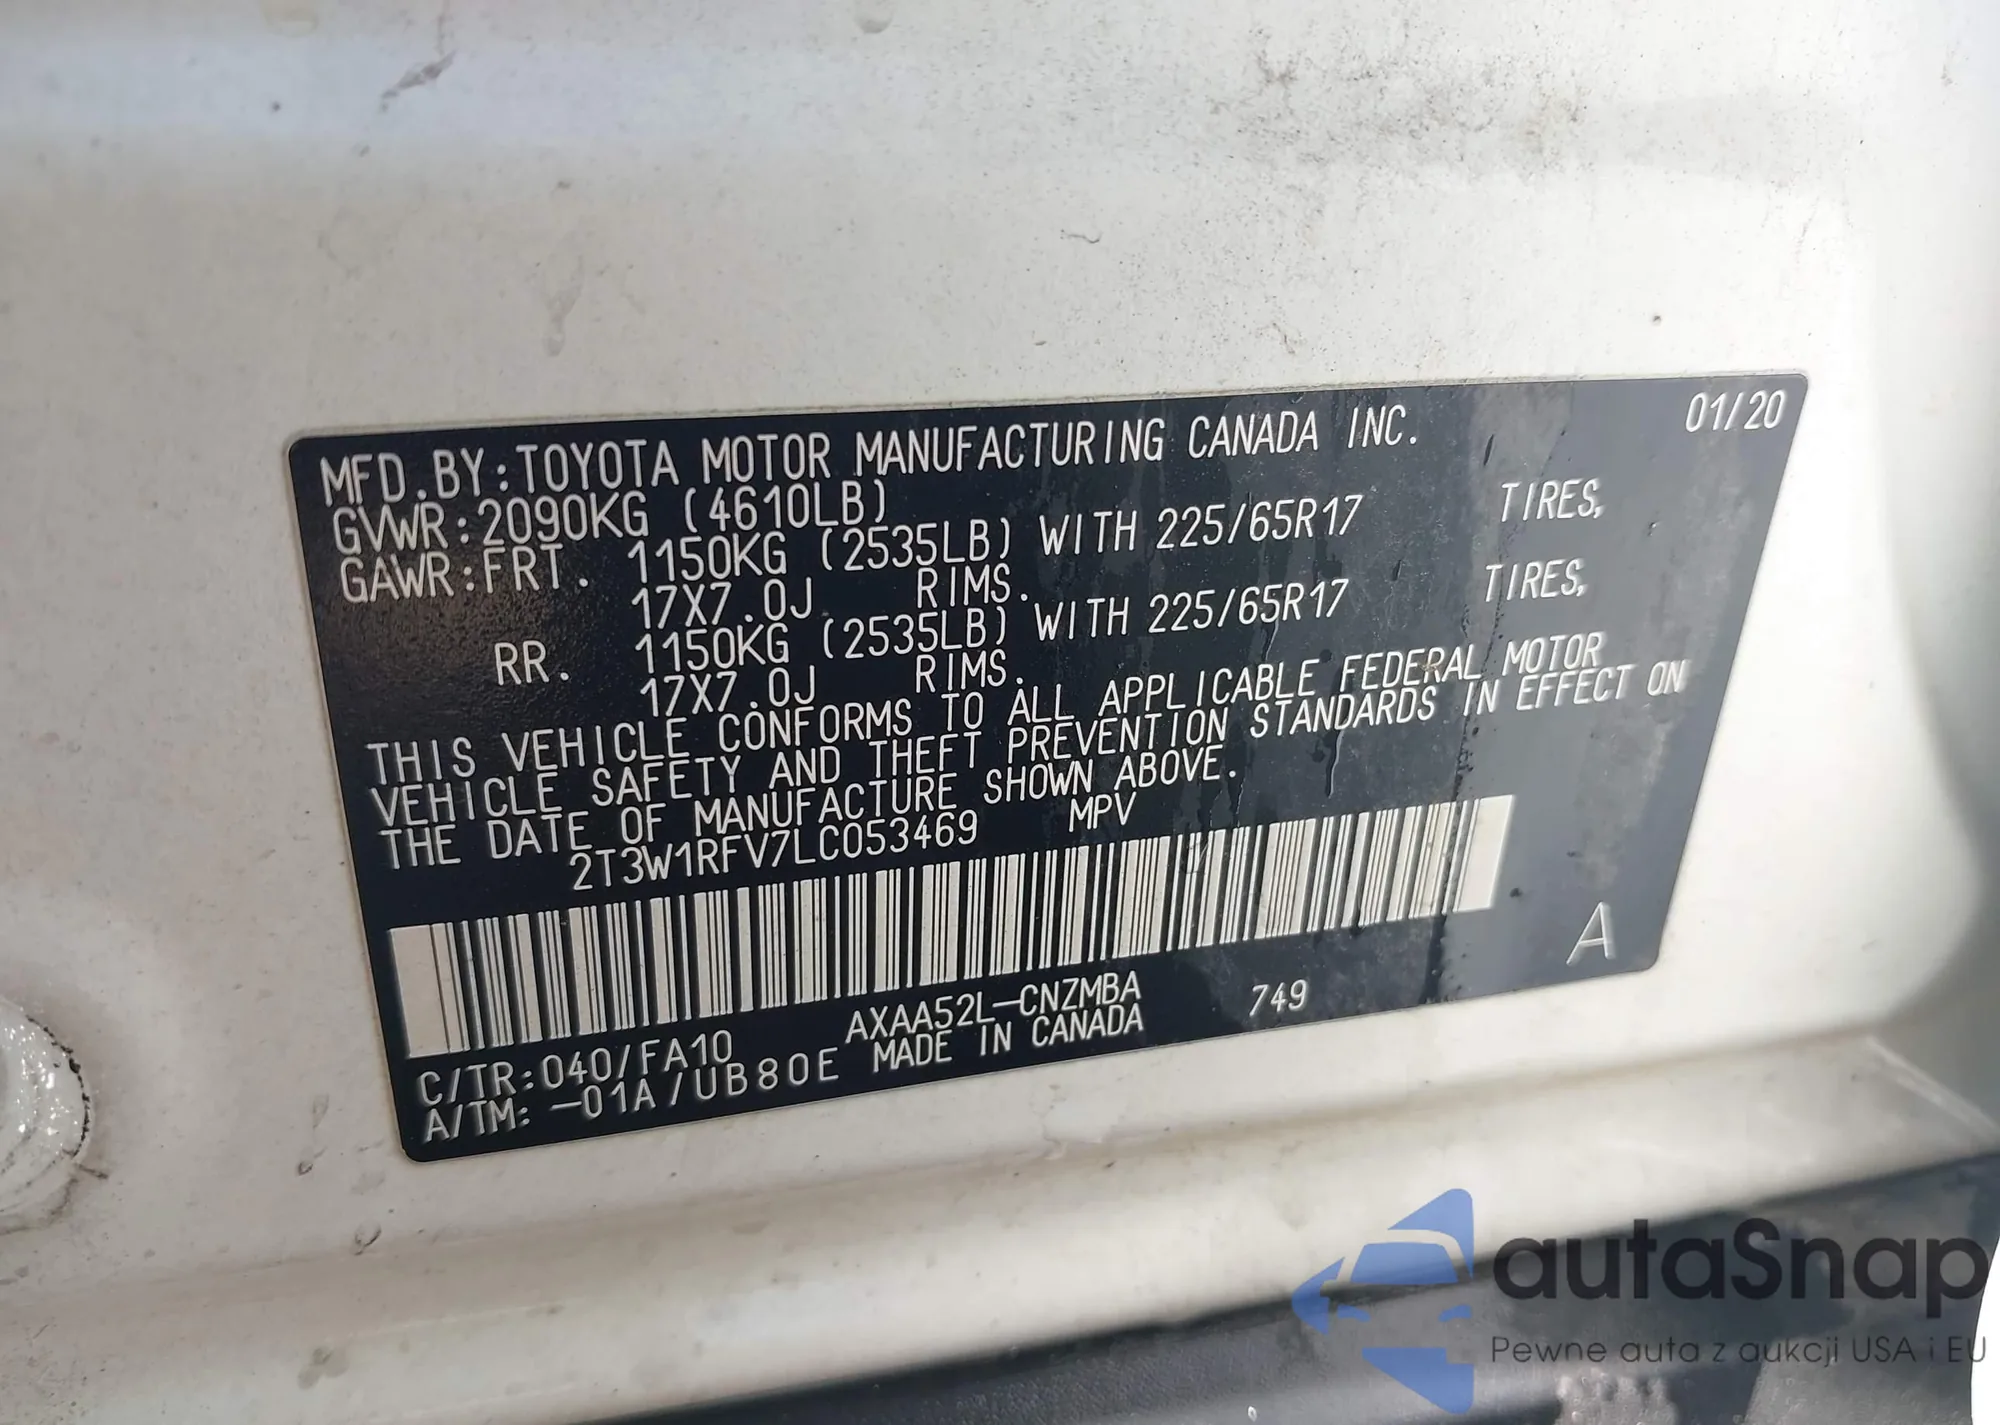 01/20
MFD.BY:TOYOTA MOTOR MANUFACTURING CANADA INC.
GVWR:2090KG (4610LB)
GAWR:FRT. 1150KG (2535LB) WITH 225/65R17 TIRES,
17X7.0J RIMS.
RR. 1150KG (2535LB) WITH 225/65R17 TIRES,
17X7.0J RIMS.
THIS VEHICLE CONFORMS TO ALL APPLICABLE FEDERAL MOTOR
VEHICLE SAFETY AND THEFT PREVENTION STANDARDS IN EFFECT ON
THE DATE OF MANUFACTURE SHOWN ABOVE.
2T3W1RFV7LC053469 MPV
A
C/TR:040/FA10 AXAA52L-CNZMBA 749
A/TM: -01A/UB80E MADE IN CANADA
autaSnap
Pewne auta z aukcji USA i EU